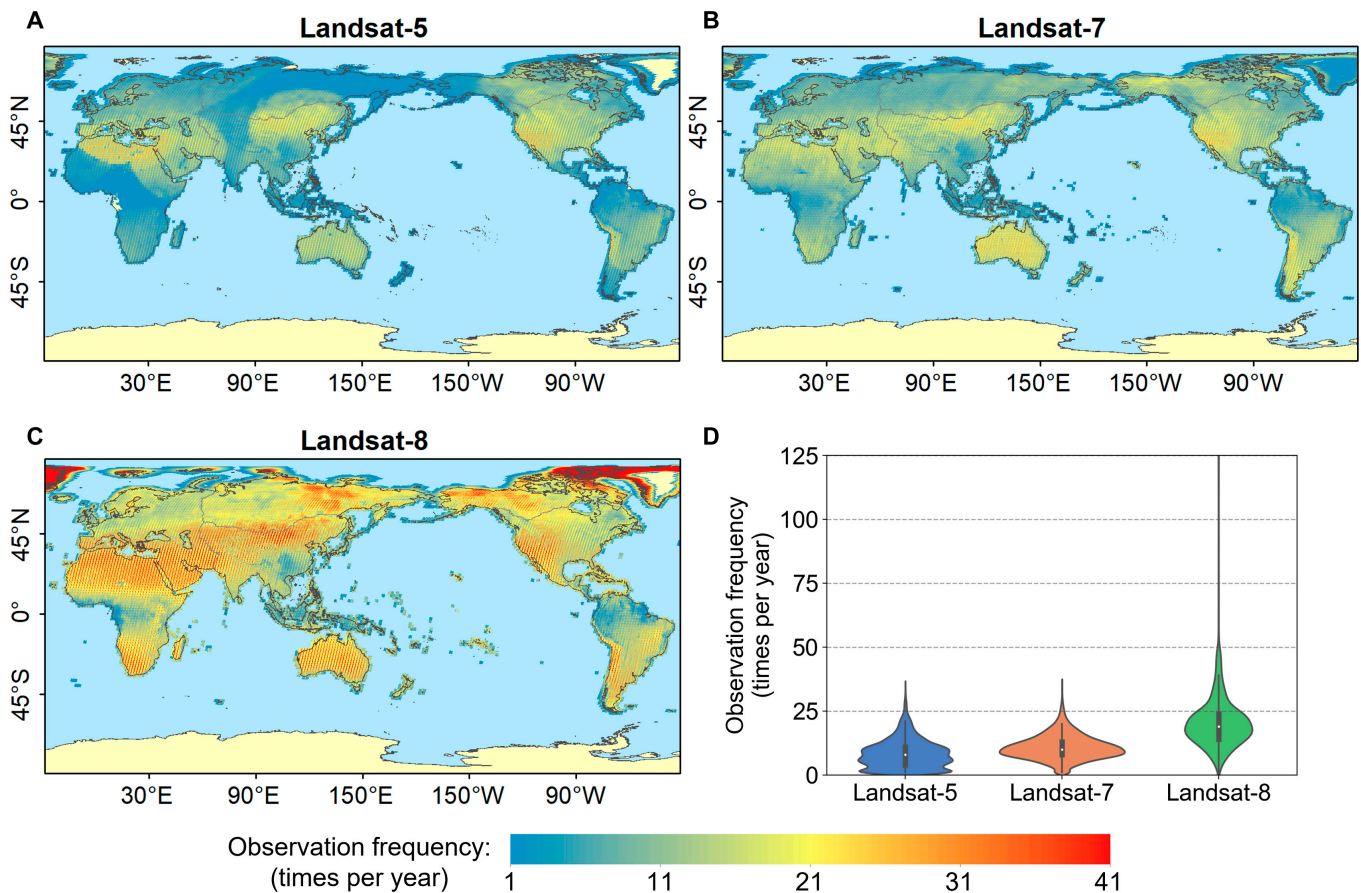 A
Landsat-5
45°N
0°
45°S
30°E 90°E 150°E 150°W 90°W
B
Landsat-7
45°N
0°
45°S
30°E 90°E 150°E 150°W 90°W
C
Landsat-8
45°N
0°
45°S
30°E 90°E 150°E 150°W 90°W
D
Observation frequency
(times per year)
125
100
75
50
25
0
Landsat-5 Landsat-7 Landsat-8
Observation frequency:
(times per year)
1 11 21 31 41